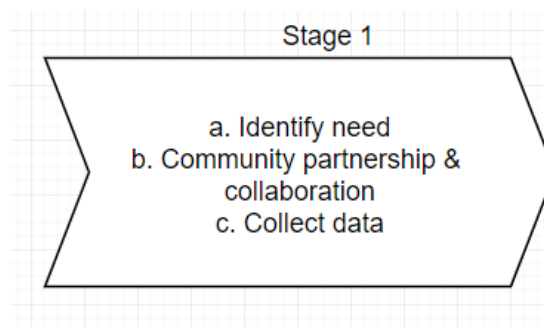 Stage 1
a. Identify need
b. Community partnership &
collaboration
c. Collect data